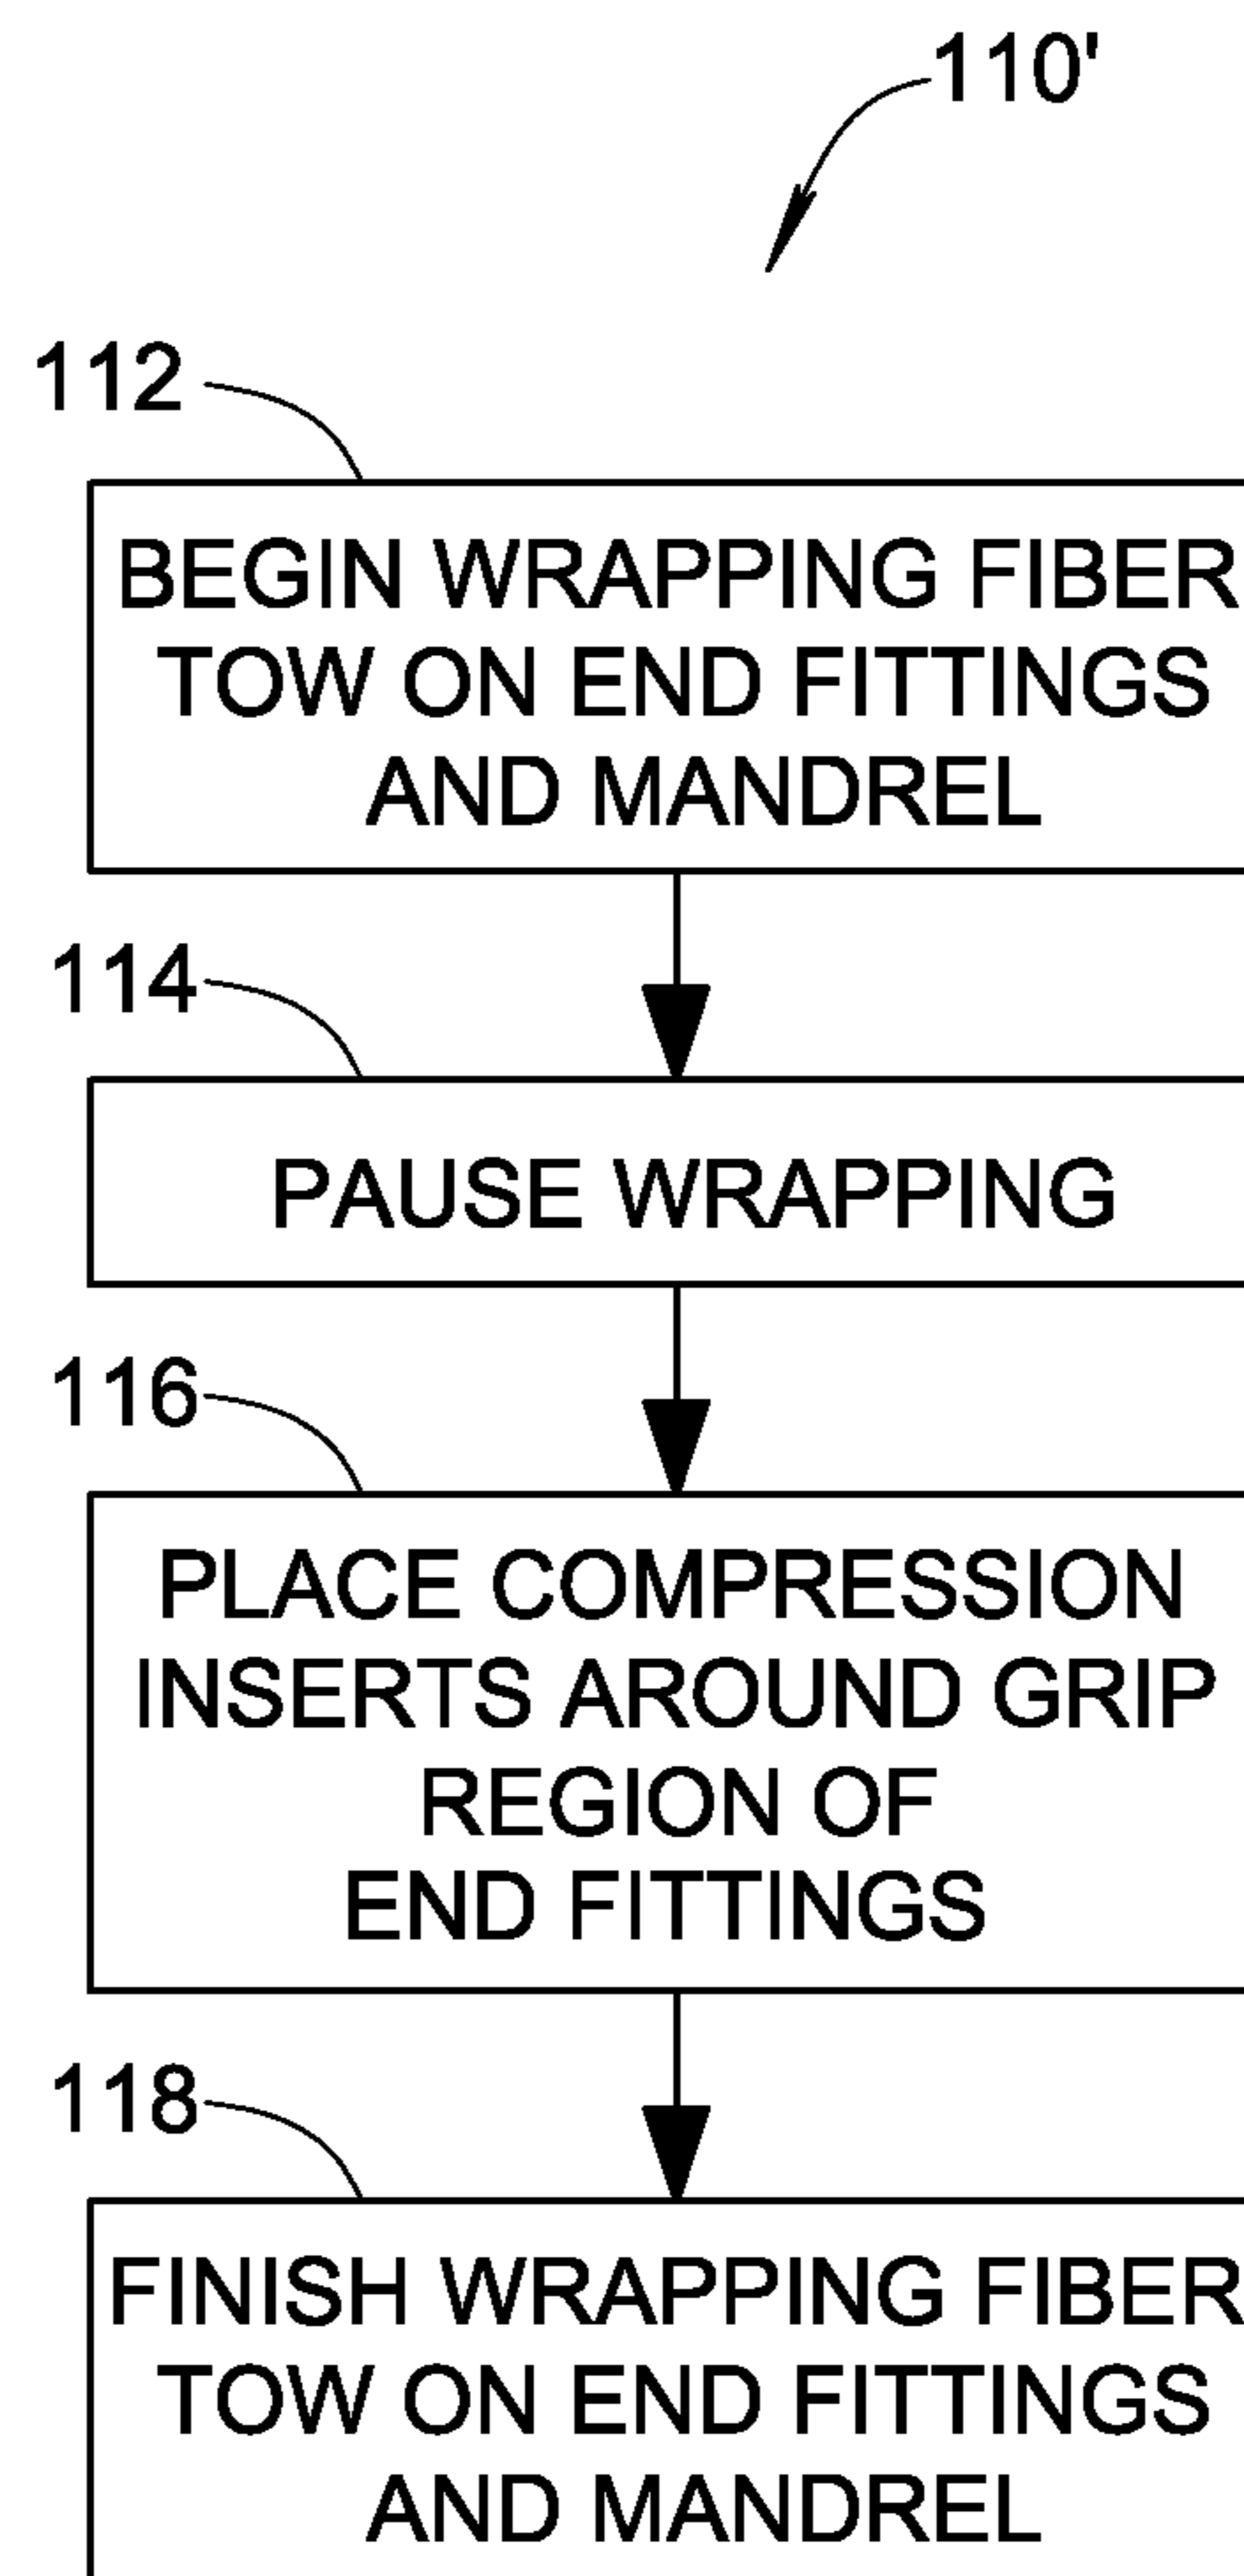 110'
112
BEGIN WRAPPING FIBER
TOW ON END FITTINGS
AND MANDREL
114
PAUSE WRAPPING
116
PLACE COMPRESSION
INSERTS AROUND GRIP
REGION OF
END FITTINGS
118
FINISH WRAPPING FIBER
TOW ON END FITTINGS
AND MANDREL